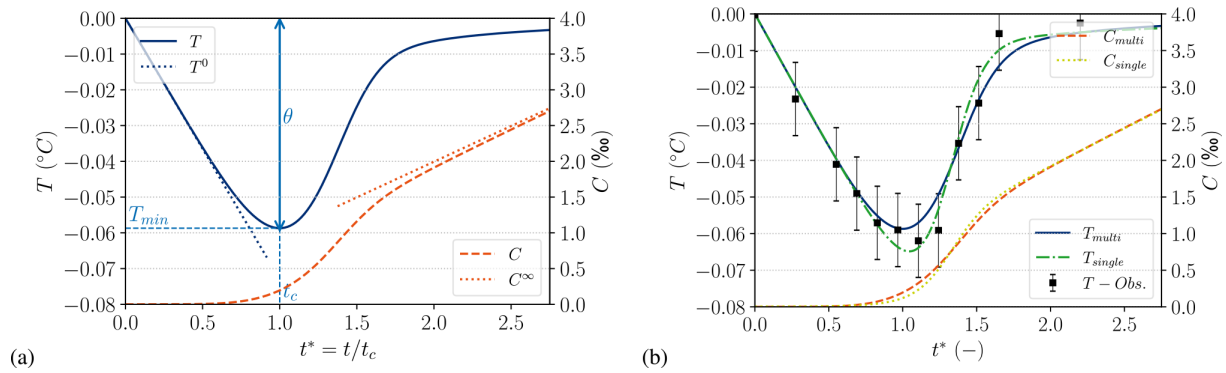 0.00
−0.01
−0.02
−0.03
−0.04
−0.05
−0.06
−0.07
−0.08
T (°C)
T
T⁰
θ
T_min
t_c
C
C^∞
4.0
3.5
3.0
2.5
2.0
1.5
1.0
0.5
0.0
C (‰)
0.0 0.5 1.0 1.5 2.0 2.5
t* = t/t_c
(a)
0.00
−0.01
−0.02
−0.03
−0.04
−0.05
−0.06
−0.07
−0.08
T (°C)
C_multi
C_single
T_multi
T_single
T − Obs.
4.0
3.5
3.0
2.5
2.0
1.5
1.0
0.5
0.0
C (‰)
0.0 0.5 1.0 1.5 2.0 2.5
t* (−)
(b)